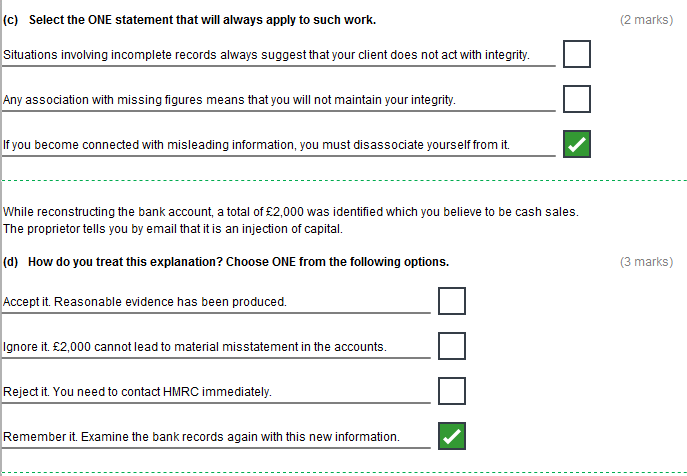 (c) Select the ONE statement that will always apply to such work. (2 marks)
Situations involving incomplete records always suggest that your client does not act with integrity.
Any association with missing figures means that you will not maintain your integrity.
If you become connected with misleading information, you must disassociate yourself from it.
While reconstructing the bank account, a total of £2,000 was identified which you believe to be cash sales.
The proprietor tells you by email that it is an injection of capital.
(d) How do you treat this explanation? Choose ONE from the following options. (3 marks)
Accept it. Reasonable evidence has been produced.
Ignore it. £2,000 cannot lead to material misstatement in the accounts.
Reject it. You need to contact HMRC immediately.
Remember it. Examine the bank records again with this new information.